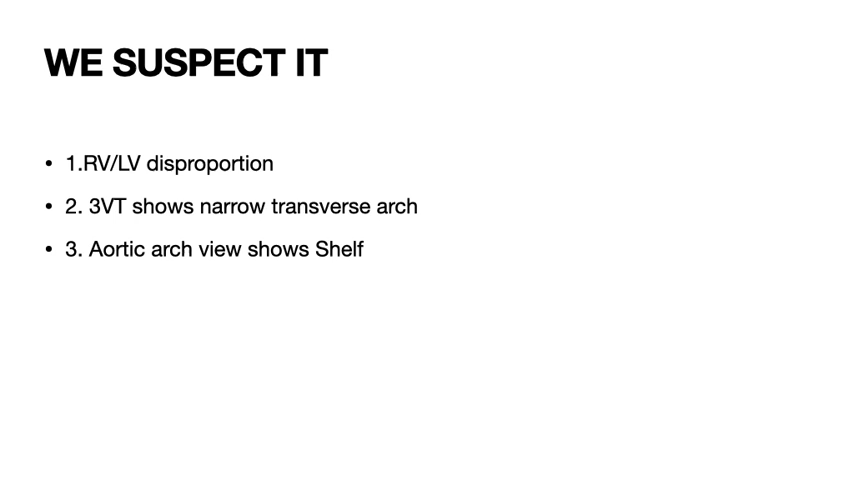 WE SUSPECT IT
• 1.RV/LV disproportion
• 2. 3VT shows narrow transverse arch
• 3. Aortic arch view shows Shelf